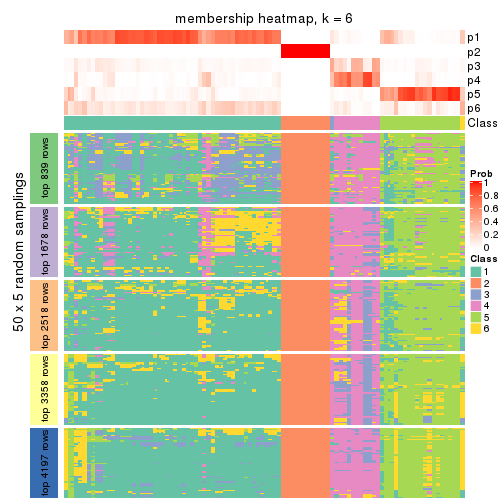 membership heatmap, k = 6
p1
p2
p3
p4
p5
p6
Class
50 x 5 random samplings
top 839 rows
top 1678 rows
top 2518 rows
top 3358 rows
top 4197 rows
Prob
1
0.8
0.6
0.4
0.2
0
Class
1
2
3
4
5
6